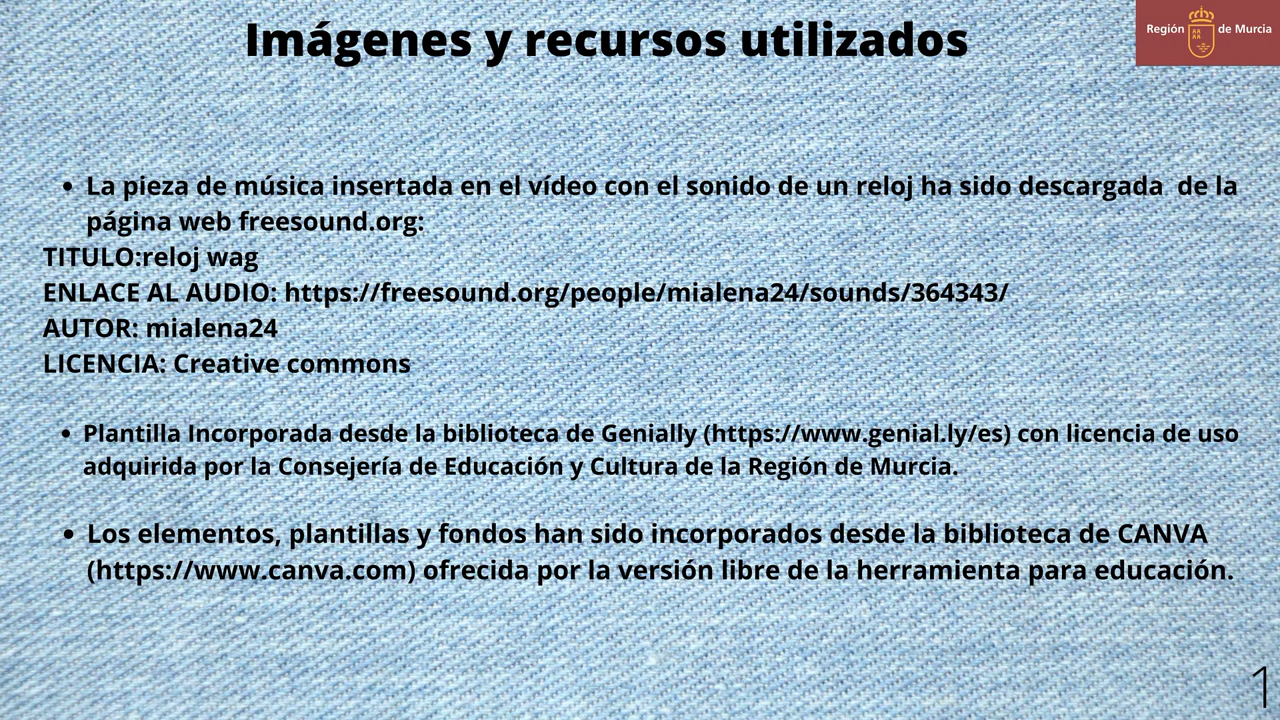 Imágenes y recursos utilizados
Región de Murcia
• La pieza de música insertada en el vídeo con el sonido de un reloj ha sido descargada  de la
página web freesound.org:
TITULO:reloj wag
ENLACE AL AUDIO: https://freesound.org/people/mialena24/sounds/364343/
AUTOR: mialena24
LICENCIA: Creative commons
• Plantilla Incorporada desde la biblioteca de Genially (https://www.genial.ly/es) con licencia de uso
adquirida por la Consejería de Educación y Cultura de la Región de Murcia.
• Los elementos, plantillas y fondos han sido incorporados desde la biblioteca de CANVA
(https://www.canva.com) ofrecida por la versión libre de la herramienta para educación.
1